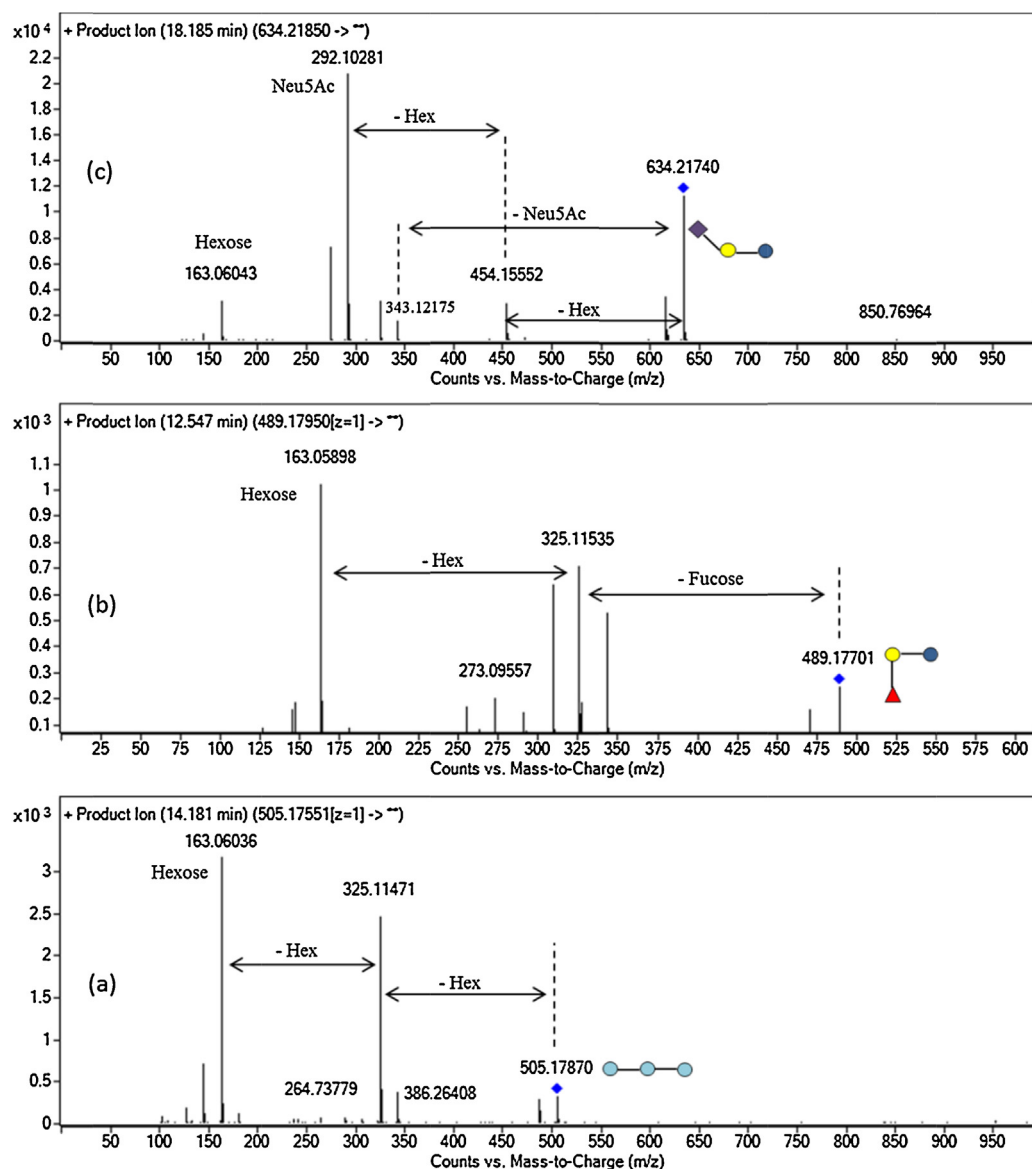 x10⁴ + Product Ion (18.185 min) (634.21850 -> **)
2.2
2
1.8
1.6
1.4
1.2
1
0.8
0.6
0.4
0.2
0
(c)
292.10281
Neu5Ac
- Hex
634.21740
- Neu5Ac
Hexose
163.06043
454.15552
343.12175
- Hex
850.76964
50 100 150 200 250 300 350 400 450 500 550 600 650 700 750 800 850 900 950
Counts vs. Mass-to-Charge (m/z)
x10³ + Product Ion (12.547 min) (489.17950[z=1] -> **)
1.1
1
0.9
0.8
0.7
0.6
0.5
0.4
0.3
0.2
0.1
(b)
163.05898
Hexose
325.11535
- Hex
- Fucose
273.09557
489.17701
25 50 75 100 125 150 175 200 225 250 275 300 325 350 375 400 425 450 475 500 525 550 575 600
Counts vs. Mass-to-Charge (m/z)
x10³ + Product Ion (14.181 min) (505.17551[z=1] -> **)
3
2.5
2
1.5
1
0.5
0
(a)
163.06036
Hexose
325.11471
- Hex
- Hex
264.73779
386.26408
505.17870
50 100 150 200 250 300 350 400 450 500 550 600 650 700 750 800 850 900 950
Counts vs. Mass-to-Charge (m/z)